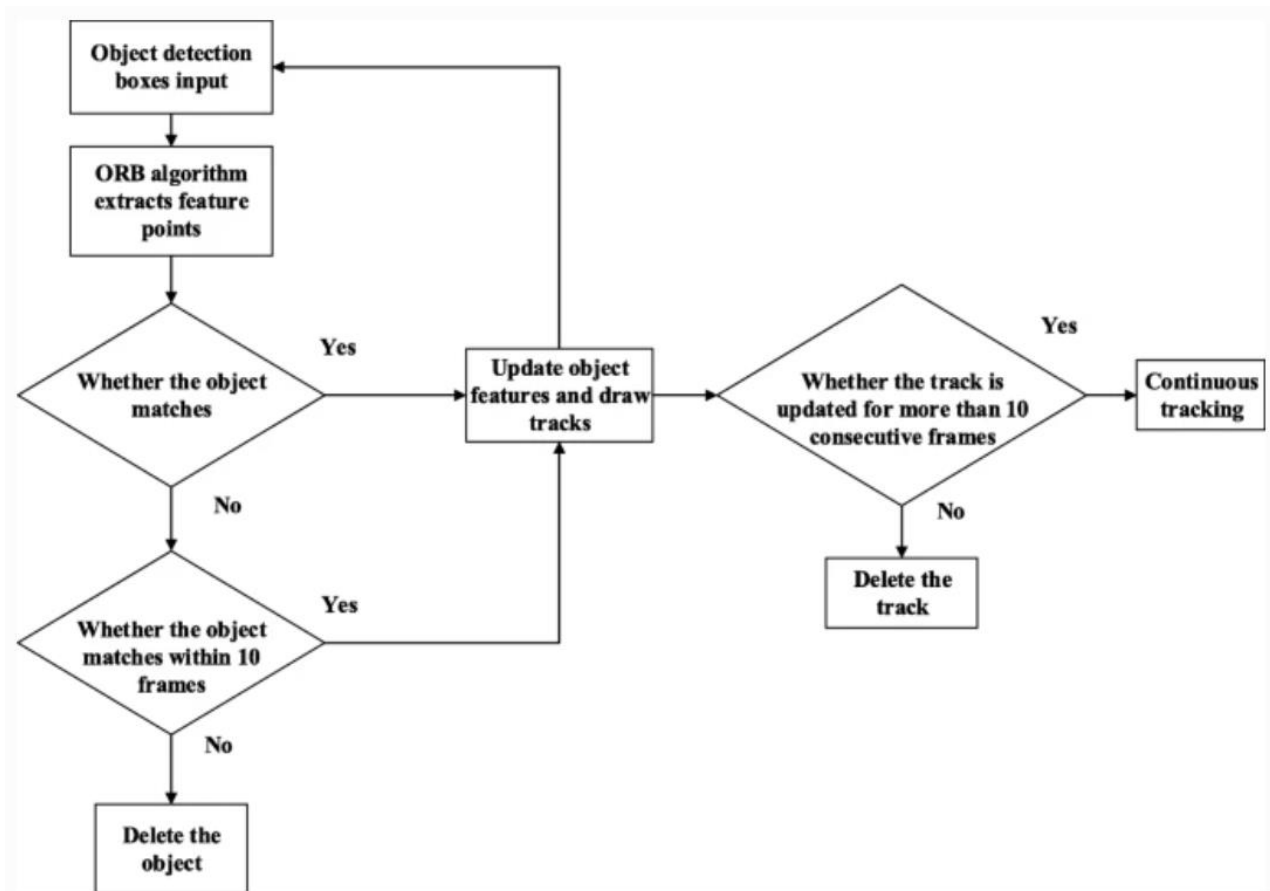 Object detection
boxes input
ORB algorithm
extracts feature
points
Whether the object
matches
Yes
No
Whether the object
matches within 10
frames
Yes
No
Delete the
object
Update object
features and draw
tracks
Whether the track is
updated for more than 10
consecutive frames
Yes
No
Continuous
tracking
Delete the
track